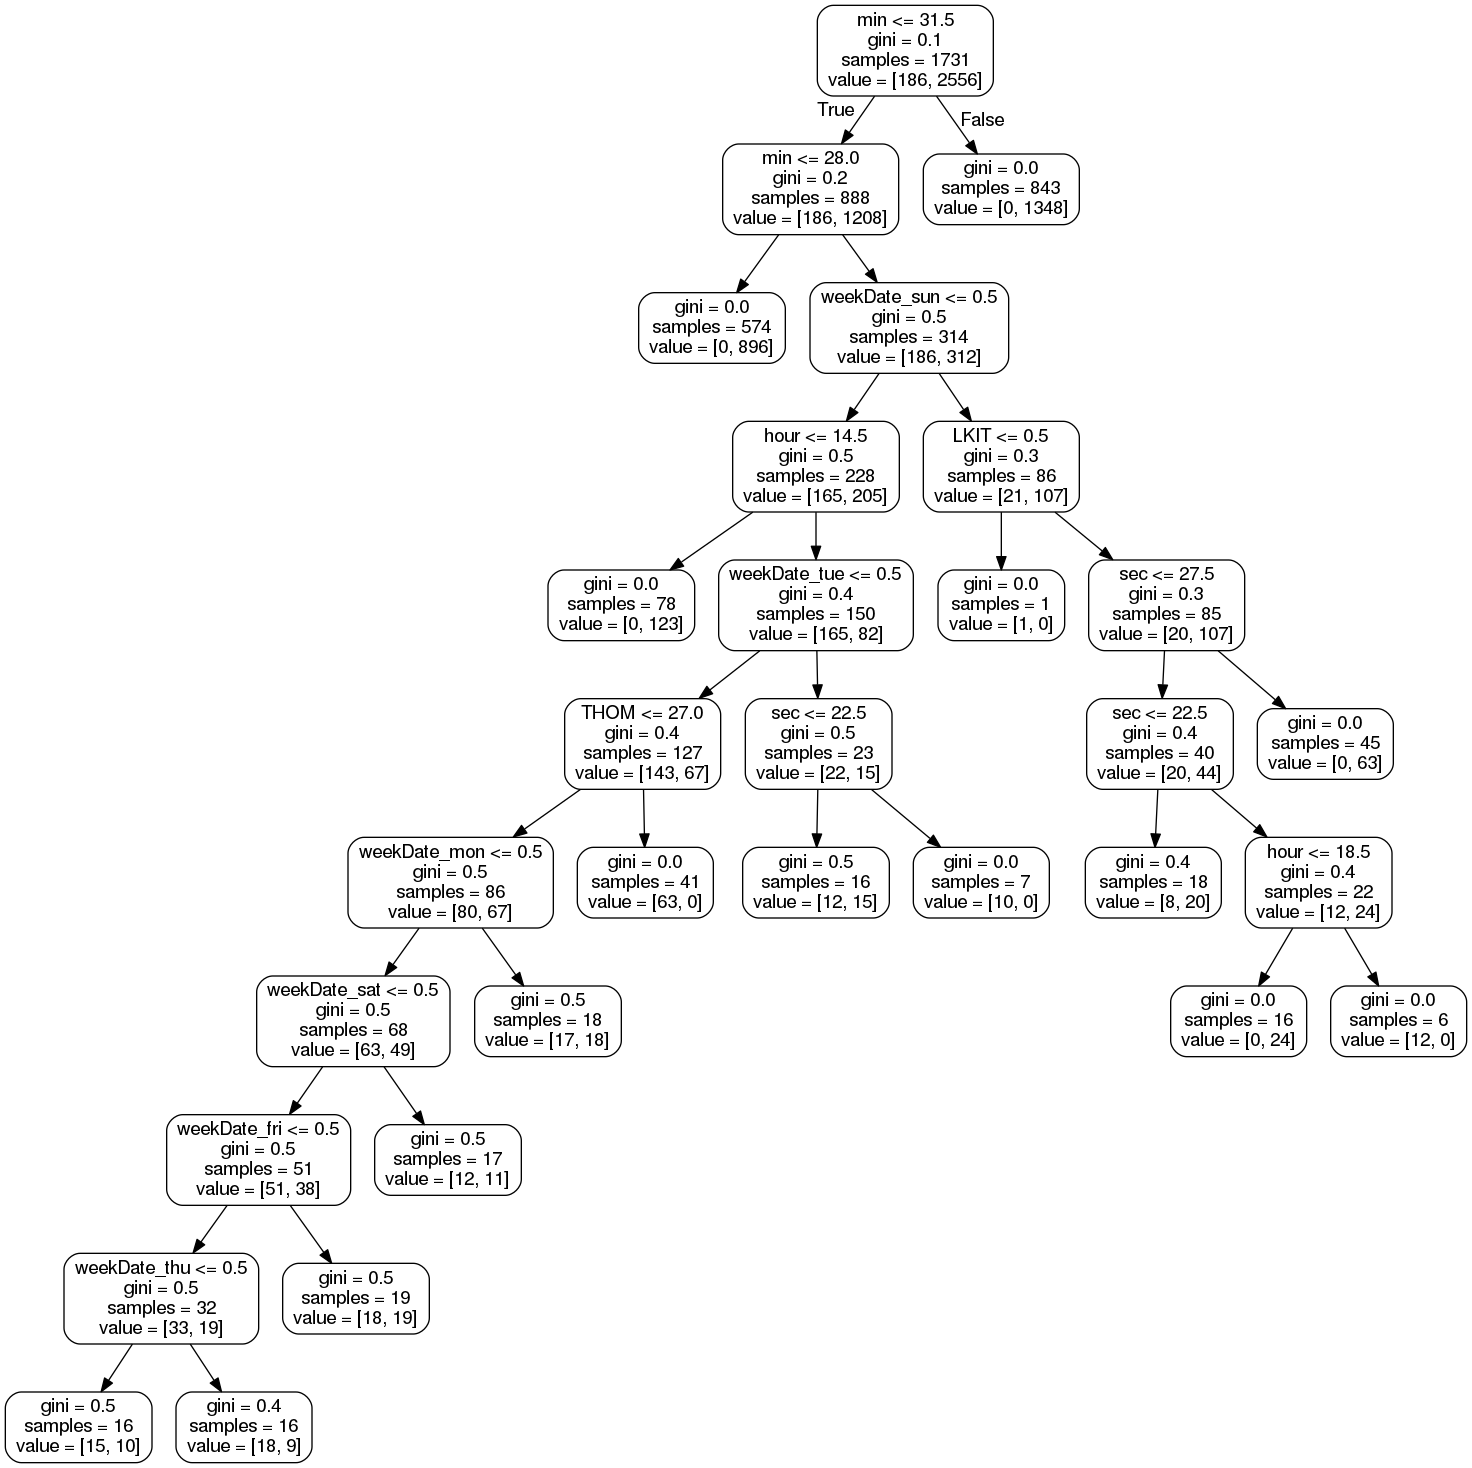 min <= 31.5
gini = 0.1
samples = 1731
value = [186, 2556]
True
False
min <= 28.0
gini = 0.2
samples = 888
value = [186, 1208]
gini = 0.0
samples = 843
value = [0, 1348]
gini = 0.0
samples = 574
value = [0, 896]
weekDate_sun <= 0.5
gini = 0.5
samples = 314
value = [186, 312]
hour <= 14.5
gini = 0.5
samples = 228
value = [165, 205]
LKIT <= 0.5
gini = 0.3
samples = 86
value = [21, 107]
gini = 0.0
samples = 78
value = [0, 123]
weekDate_tue <= 0.5
gini = 0.4
samples = 150
value = [165, 82]
gini = 0.0
samples = 1
value = [1, 0]
sec <= 27.5
gini = 0.3
samples = 85
value = [20, 107]
THOM <= 27.0
gini = 0.4
samples = 127
value = [143, 67]
sec <= 22.5
gini = 0.5
samples = 23
value = [22, 15]
sec <= 22.5
gini = 0.4
samples = 40
value = [20, 44]
gini = 0.0
samples = 45
value = [0, 63]
weekDate_mon <= 0.5
gini = 0.5
samples = 86
value = [80, 67]
gini = 0.0
samples = 41
value = [63, 0]
gini = 0.5
samples = 16
value = [12, 15]
gini = 0.0
samples = 7
value = [10, 0]
gini = 0.4
samples = 18
value = [8, 20]
hour <= 18.5
gini = 0.4
samples = 22
value = [12, 24]
weekDate_sat <= 0.5
gini = 0.5
samples = 68
value = [63, 49]
gini = 0.5
samples = 18
value = [17, 18]
gini = 0.0
samples = 16
value = [0, 24]
gini = 0.0
samples = 6
value = [12, 0]
weekDate_fri <= 0.5
gini = 0.5
samples = 51
value = [51, 38]
gini = 0.5
samples = 17
value = [12, 11]
weekDate_thu <= 0.5
gini = 0.5
samples = 32
value = [33, 19]
gini = 0.5
samples = 19
value = [18, 19]
gini = 0.5
samples = 16
value = [15, 10]
gini = 0.4
samples = 16
value = [18, 9]